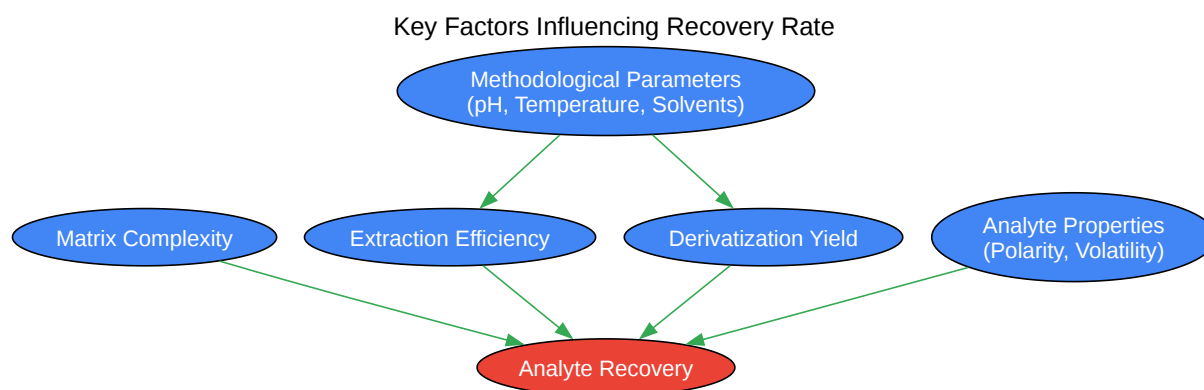 Key Factors Influencing Recovery Rate
Methodological Parameters
(pH, Temperature, Solvents)
Matrix Complexity
Extraction Efficiency
Derivatization Yield
Analyte Properties
(Polarity, Volatility)
Analyte Recovery